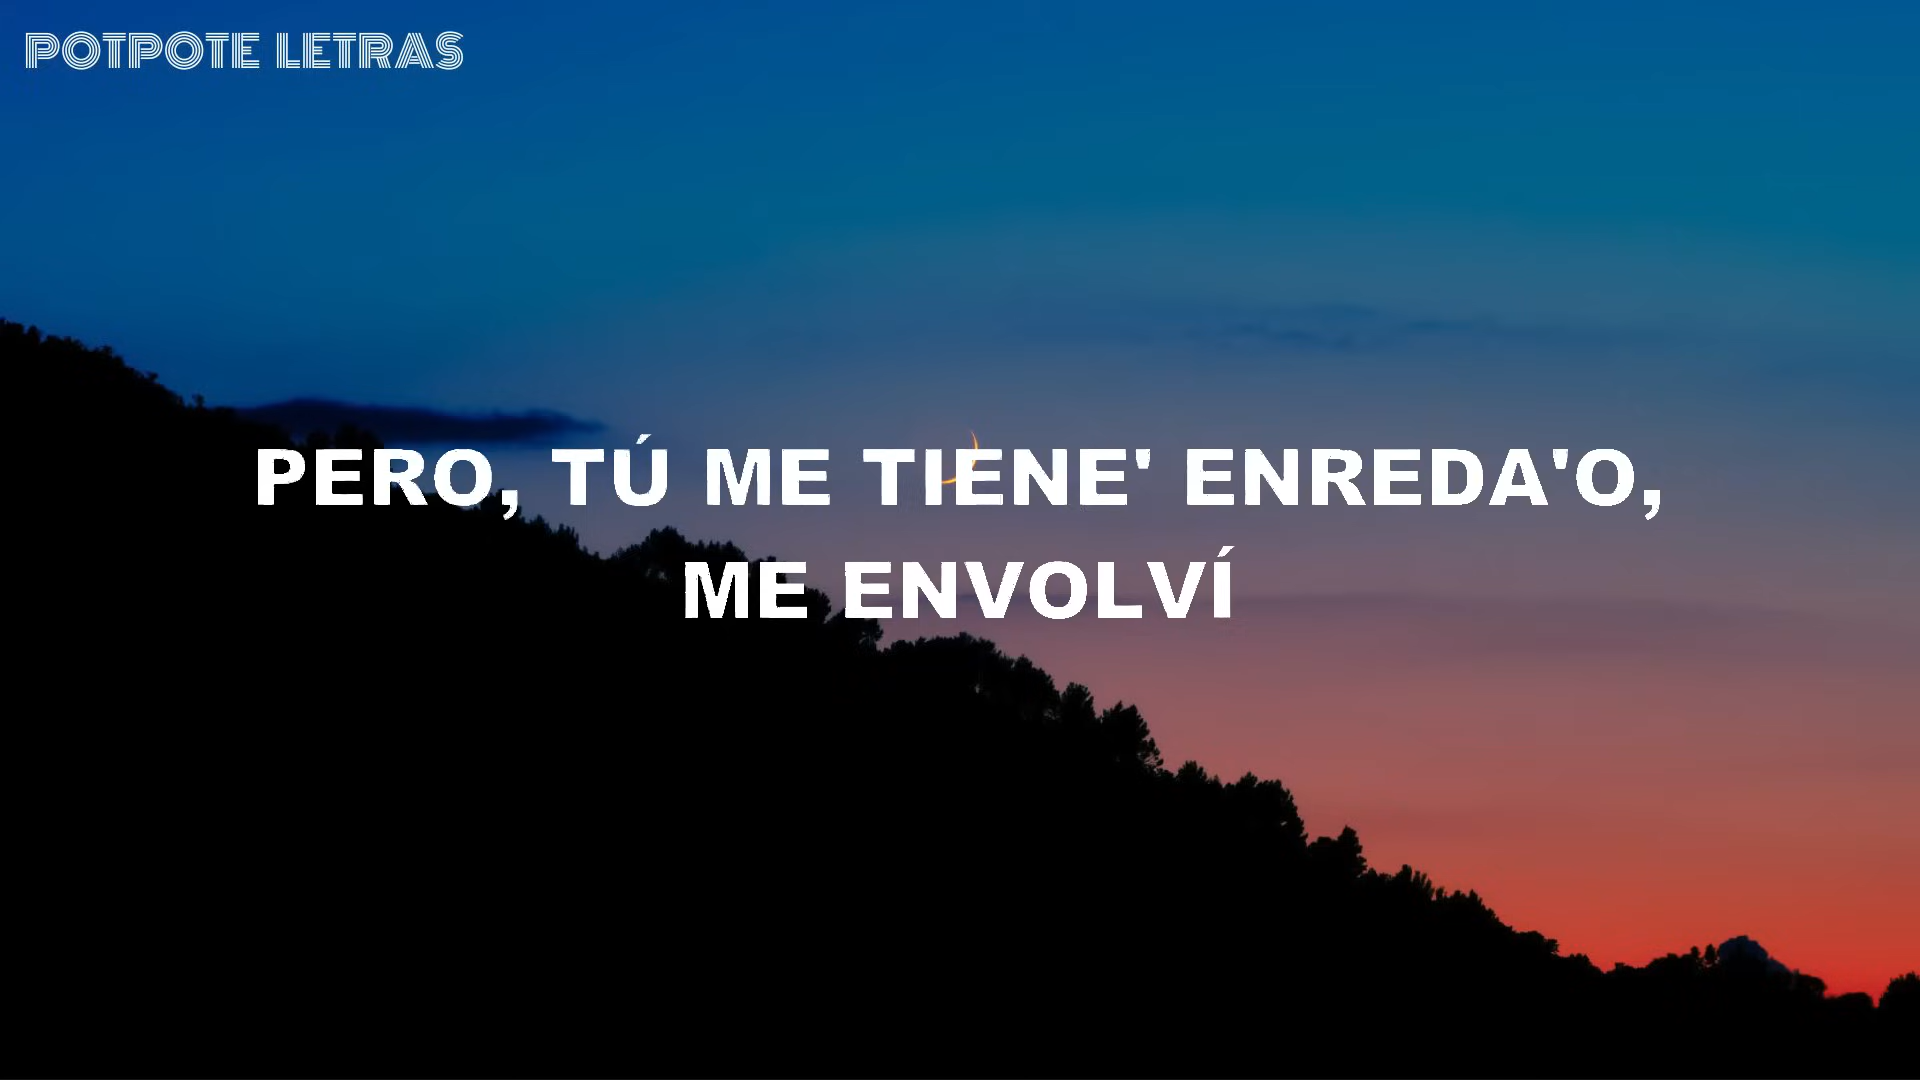 POTPOTE LETRAS
PERO, TÚ ME TIENE' ENREDA'O,
ME ENVOLVÍ